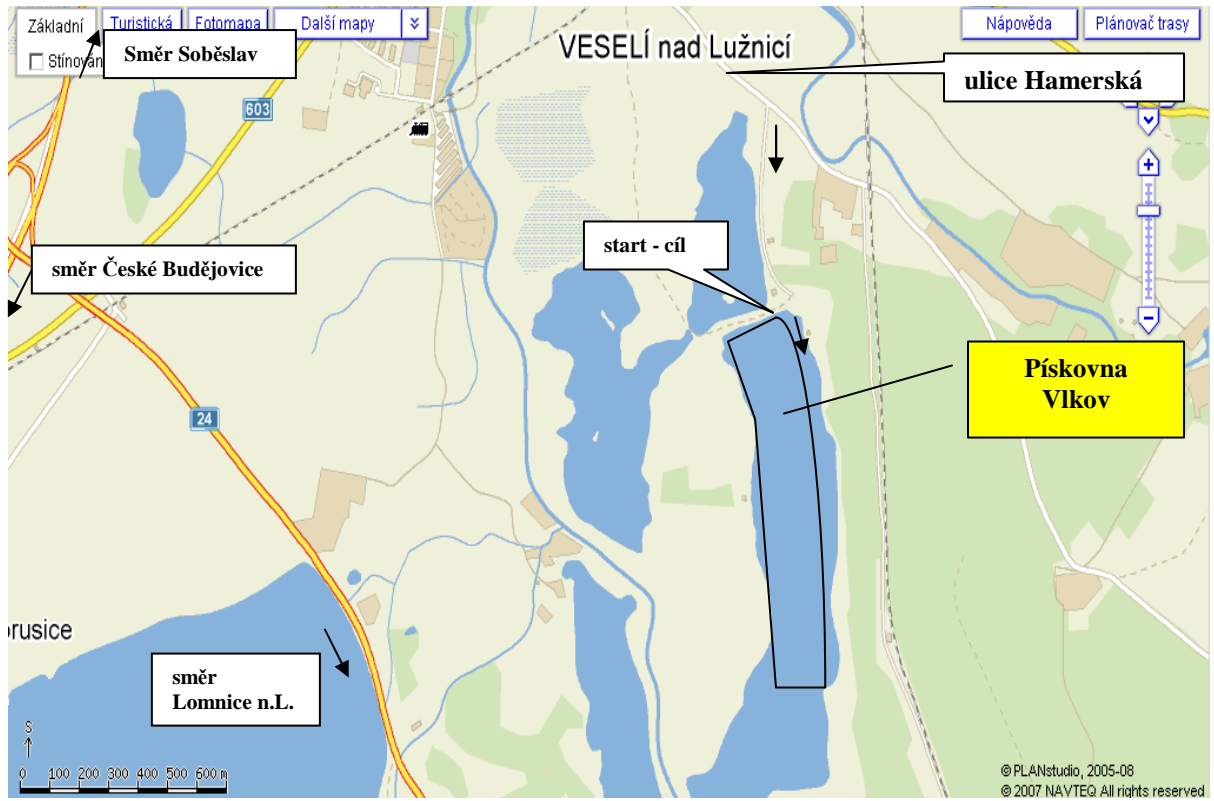 Základní
Turistická
Fotomapa
Další mapy
Nápověda
Plánovač trasy
Směr Soběslav
VESELÍ nad Lužnicí
ulice Hamerská
603
start - cíl
směr České Budějovice
Pískovna
Vlkov
24
směr
Lomnice n.L.
S
0 100 200 300 400 500 600 m
© PLANstudio, 2005-08
© 2007 NAVTEQ All rights reserved